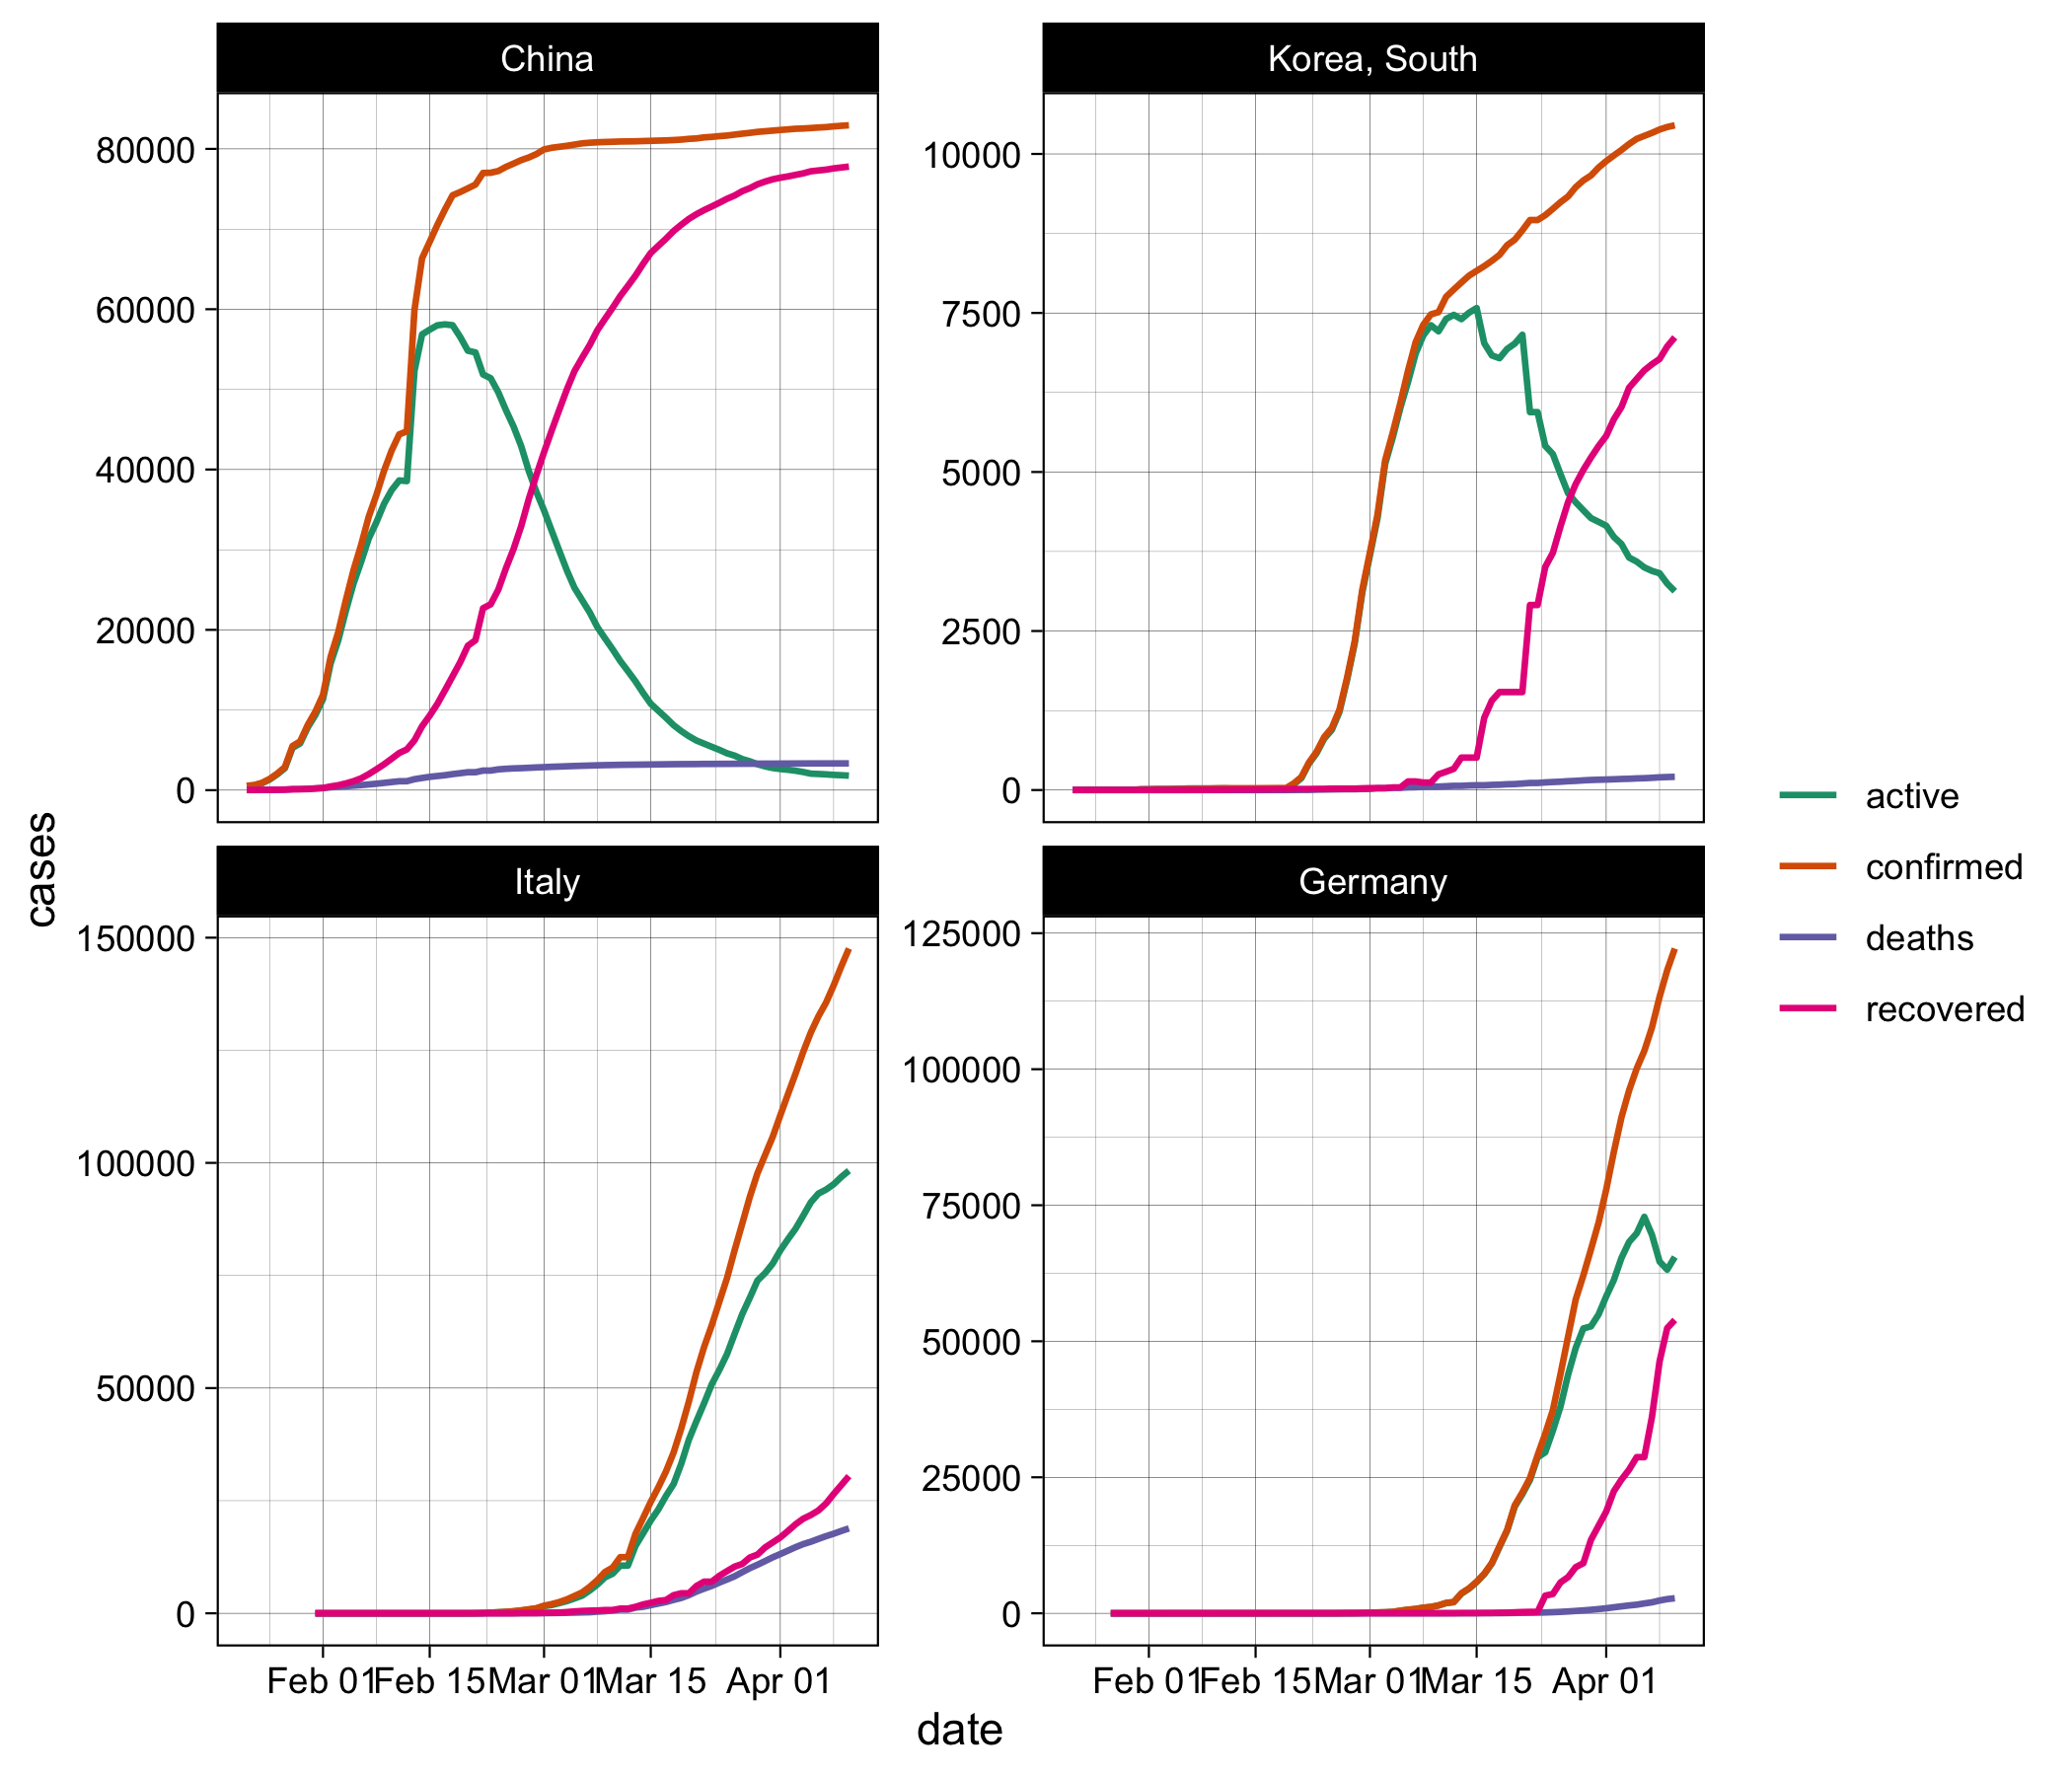 China
Korea, South
80000
60000
40000
20000
0
10000
7500
5000
2500
0
Italy
Germany
150000
100000
50000
0
125000
100000
75000
50000
25000
0
Feb 01 Feb 15 Mar 01 Mar 15 Apr 01
Feb 01 Feb 15 Mar 01 Mar 15 Apr 01
date
cases
active
confirmed
deaths
recovered